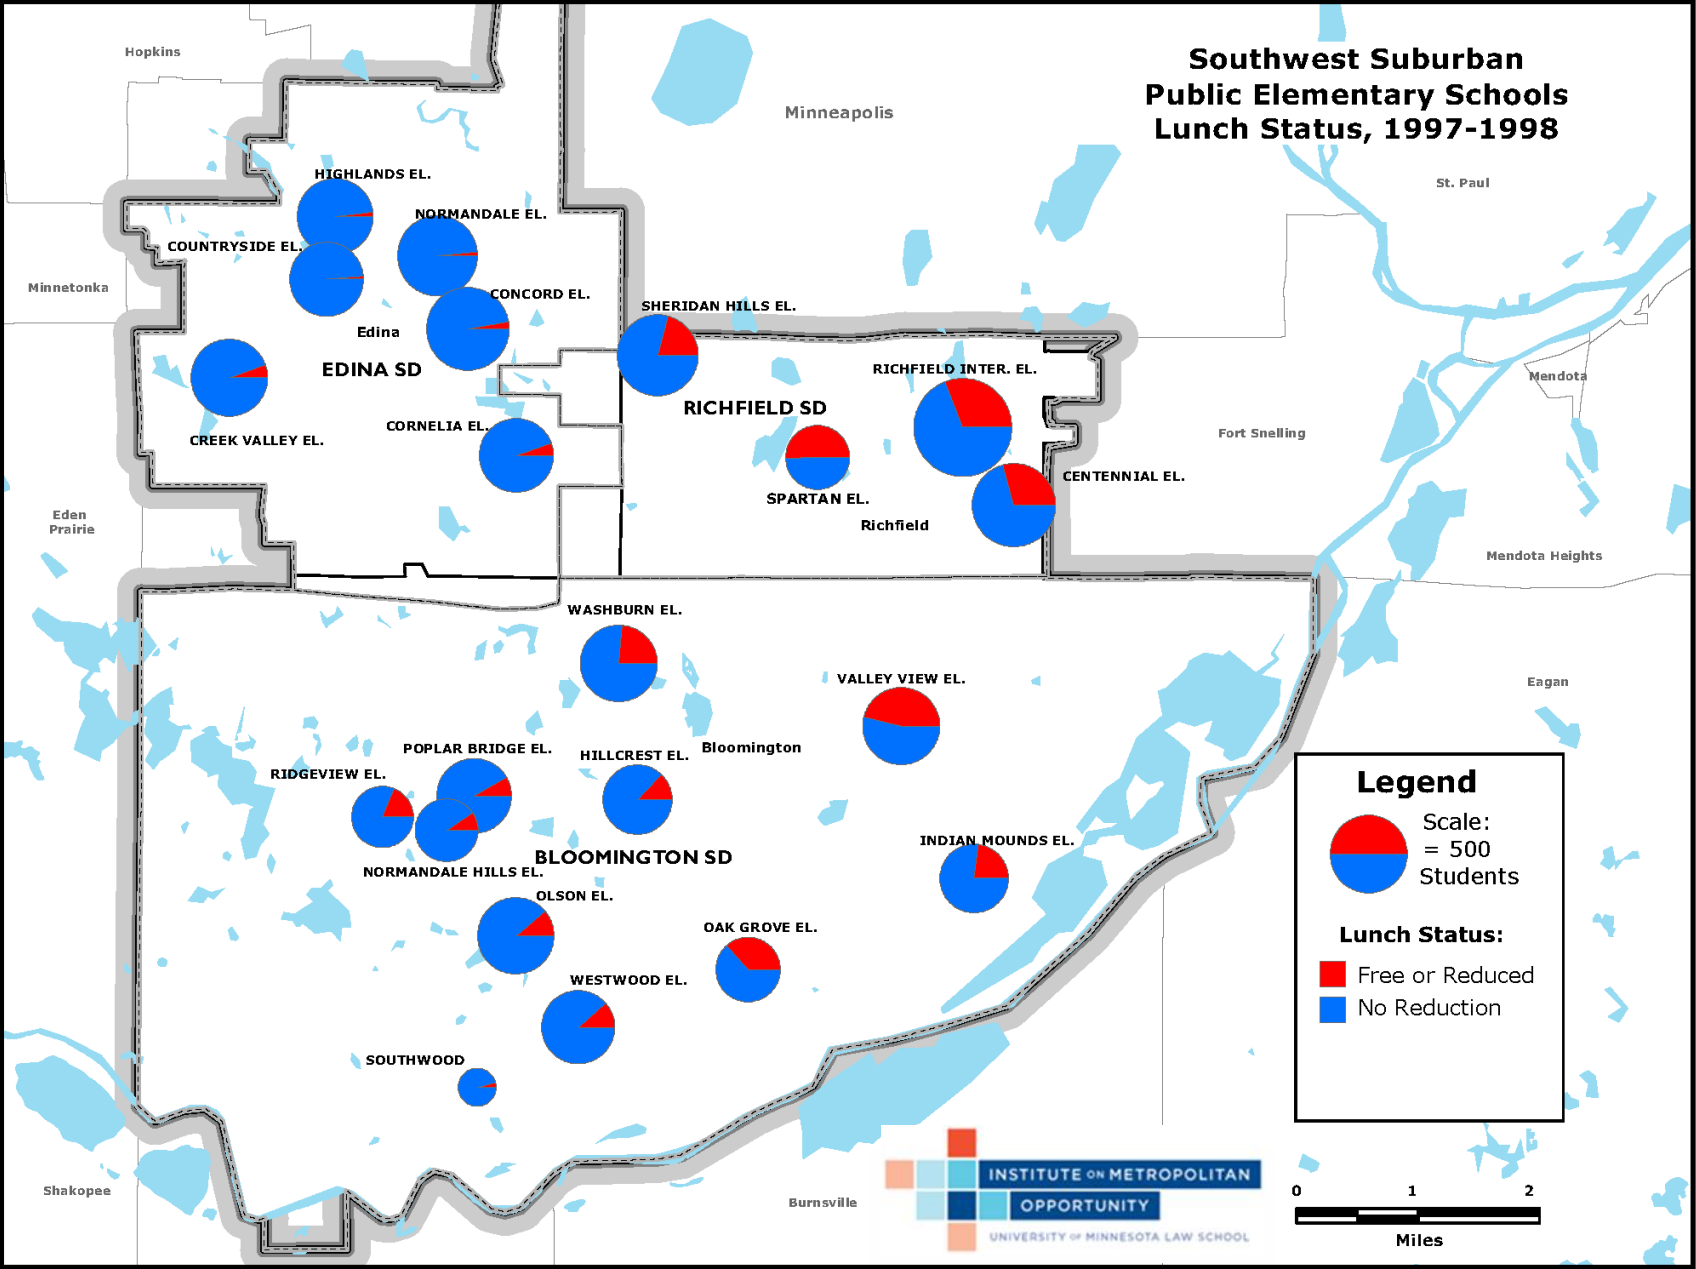 Southwest Suburban
Public Elementary Schools
Lunch Status, 1997-1998
Hopkins
Minneapolis
St. Paul
HIGHLANDS EL.
NORMANDALE EL.
COUNTRYSIDE EL.
Minnetonka
CONCORD EL.
SHERIDAN HILLS EL.
Edina
EDINA SD
RICHFIELD INTER. EL.
Mendota
RICHFIELD SD
CORNELIA EL.
Fort Snelling
CREEK VALLEY EL.
CENTENNIAL EL.
SPARTAN EL.
Eden
Prairie
Richfield
Mendota Heights
WASHBURN EL.
VALLEY VIEW EL.
Eagan
POPLAR BRIDGE EL.
HILLCREST EL.
Bloomington
RIDGEVIEW EL.
INDIAN MOUNDS EL.
BLOOMINGTON SD
NORMANDALE HILLS EL.
OLSON EL.
OAK GROVE EL.
WESTWOOD EL.
SOUTHWOOD
Legend
Scale:
= 500
Students
Lunch Status:
Free or Reduced
No Reduction
Shakopee
Burnsville
INSTITUTE ON METROPOLITAN
OPPORTUNITY
UNIVERSITY OF MINNESOTA LAW SCHOOL
0 1 2
Miles